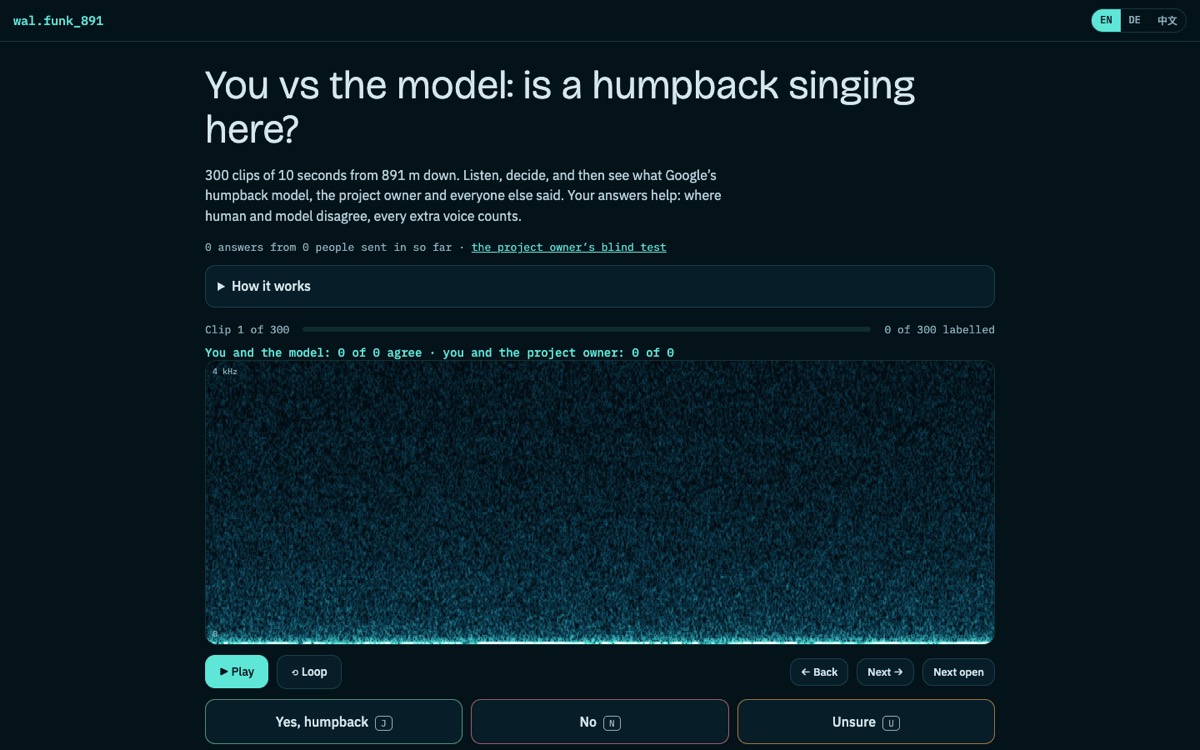 wal.funk_891
EN DE 中文
You vs the model: is a humpback singing
here?
300 clips of 10 seconds from 891 m down. Listen, decide, and then see what Google's
humpback model, the project owner and everyone else said. Your answers help: where
human and model disagree, every extra voice counts.
0 answers from 0 people sent in so far · the project owner's blind test
▶ How it works
Clip 1 of 300 0 of 300 labelled
You and the model: 0 of 0 agree · you and the project owner: 0 of 0
4 kHz
0
▶ Play ⟲ Loop ← Back Next → Next open
Yes, humpback J No N Unsure U